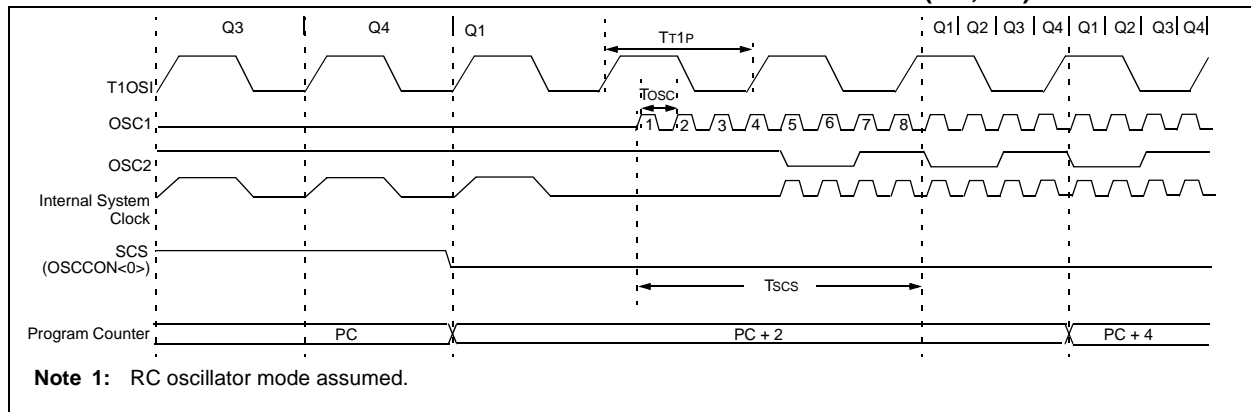 Q3 Q4 Q1 Q1 Q2 Q3 Q4 Q1 Q2 Q3 Q4
TT1P
T1OSI
TOSC
OSC1
1 2 3 4 5 6 7 8
OSC2
Internal System
Clock
SCS
(OSCCON<0>)
TSCS
Program Counter PC PC + 2 PC + 4
Note 1: RC oscillator mode assumed.